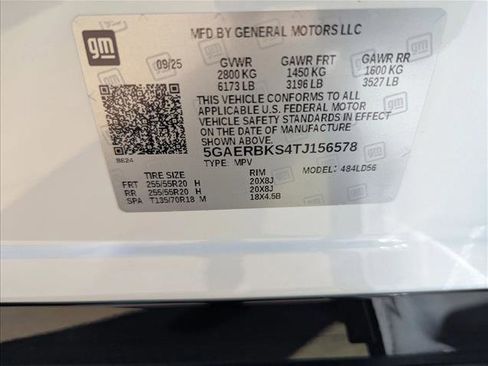 gm
MFD BY GENERAL MOTORS LLC
09/25 GVWR GAWR FRT GAWR RR
2800 KG 1450 KG 1600 KG
6173 LB 3196 LB 3527 LB
THIS VEHICLE CONFORMS TO ALL
APPLICABLE U.S. FEDERAL MOTOR
VEHICLE SAFETY STANDARDS IN EFFECT
ON THE DATE OF MANUFACTURE
5GAERBKS4TJ156578
BE24 TYPE: MPV MODEL: 484LD56
TIRE SIZE RIM
FRT 255/55R20 H 20X8J
RR 255/55R20 H 20X8J
SPA T135/70R18 M 18X4.5B